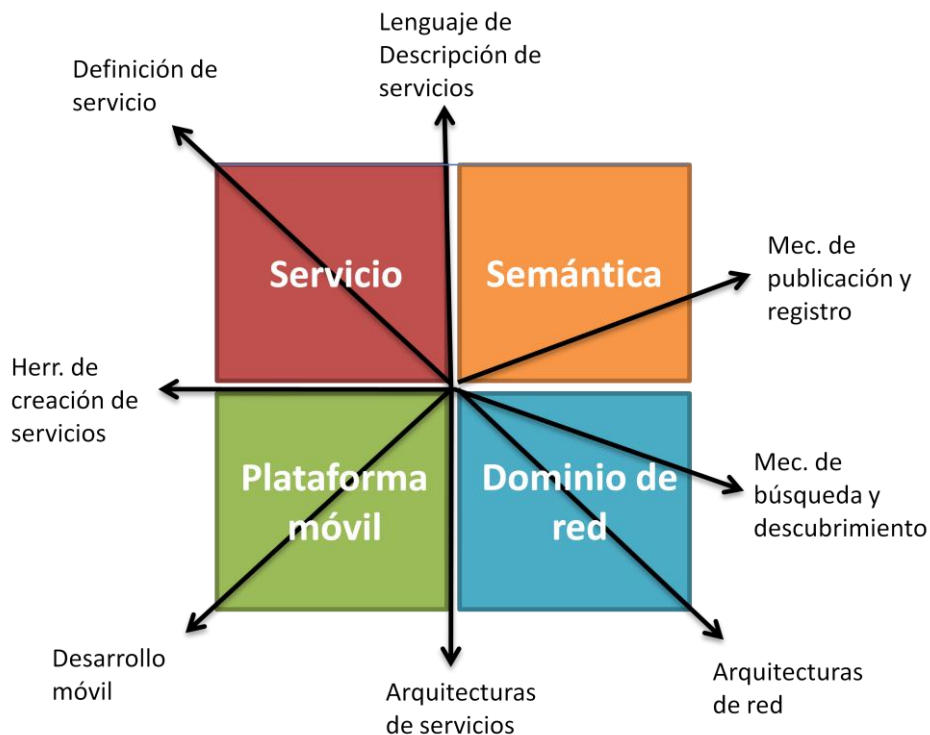 Lenguaje de
Descripción de
servicios
Definición de
servicio
Servicio
Semántica
Mec. de
publicación y
registro
Herr. de
creación de
servicios
Plataforma
móvil
Dominio de
red
Mec. de
búsqueda y
descubrimiento
Desarrollo
móvil
Arquitecturas
de servicios
Arquitecturas
de red